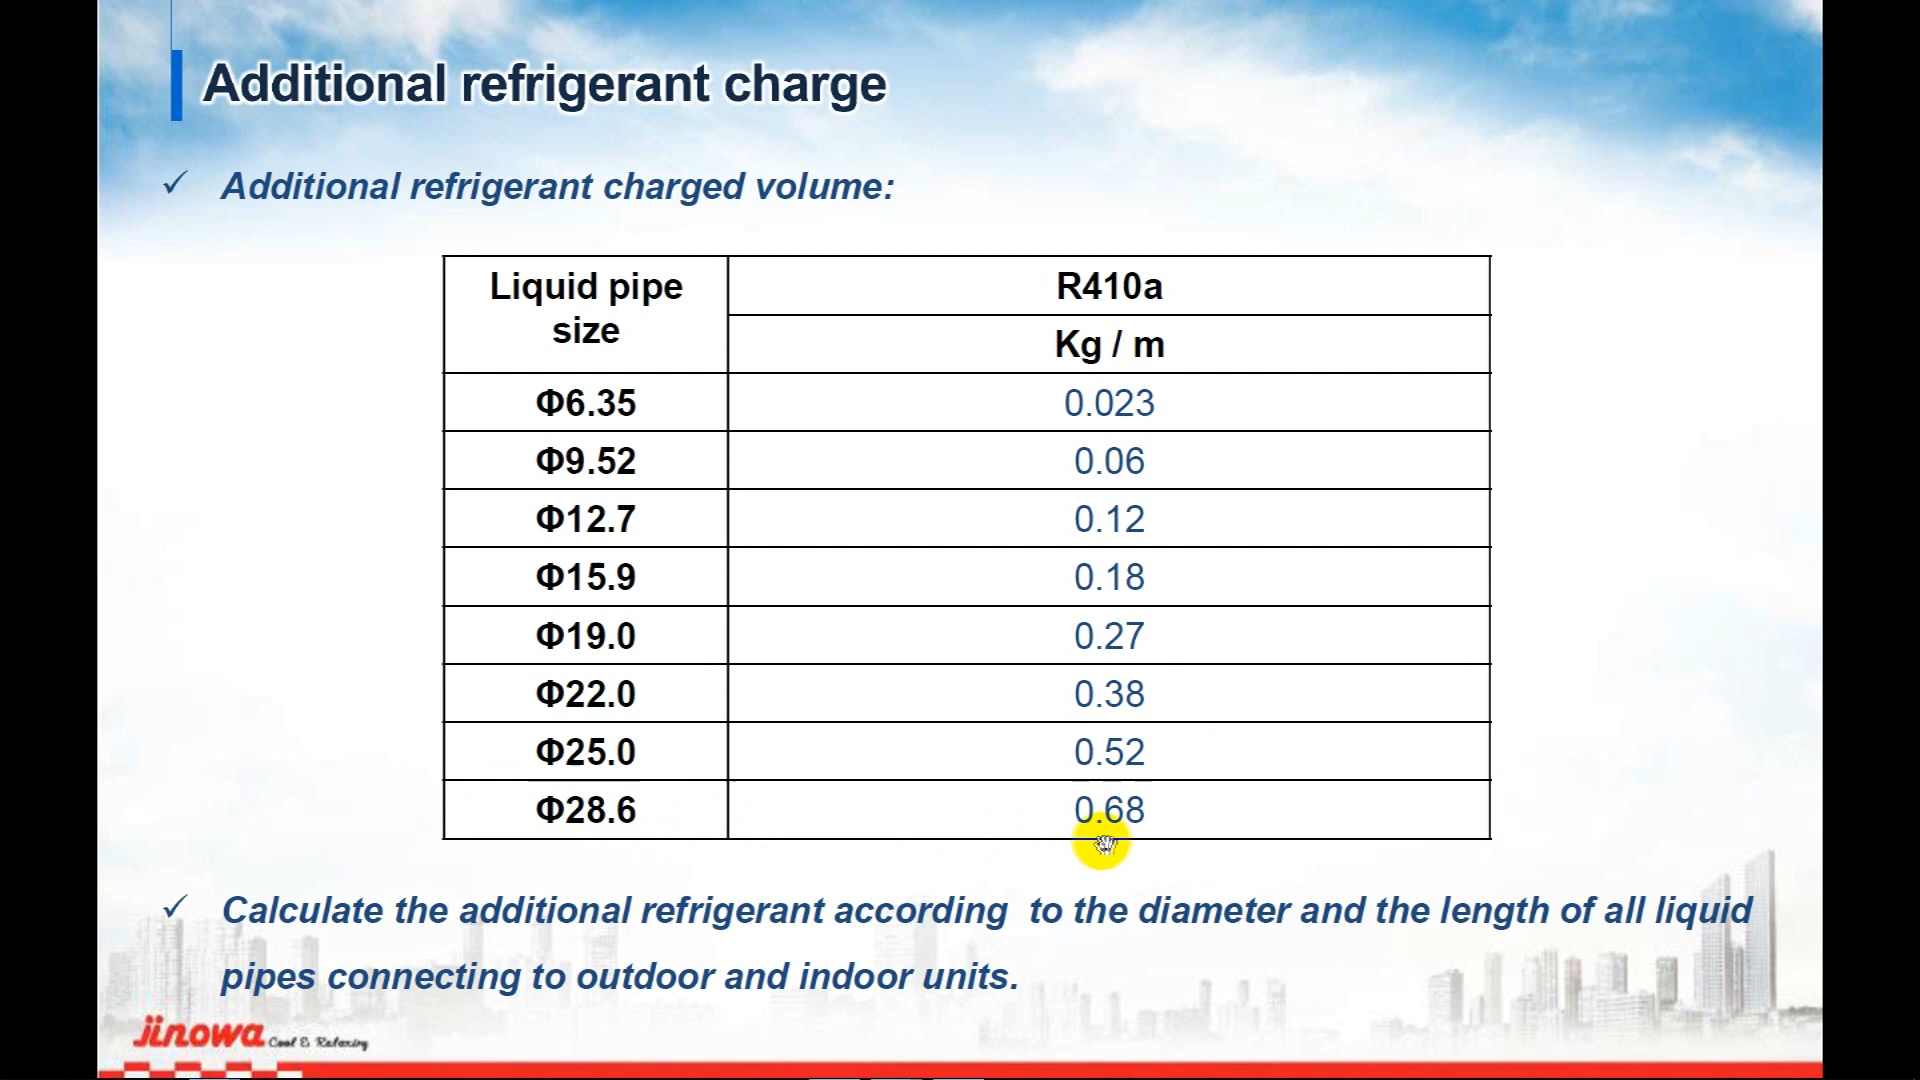 Additional refrigerant charge
✓ Additional refrigerant charged volume:
Liquid pipe
size
R410a
Kg / m
Φ6.35 0.023
Φ9.52 0.06
Φ12.7 0.12
Φ15.9 0.18
Φ19.0 0.27
Φ22.0 0.38
Φ25.0 0.52
Φ28.6 0.68
✓ Calculate the additional refrigerant according to the diameter and the length of all liquid
pipes connecting to outdoor and indoor units.
jinowa Cool & Relaxing